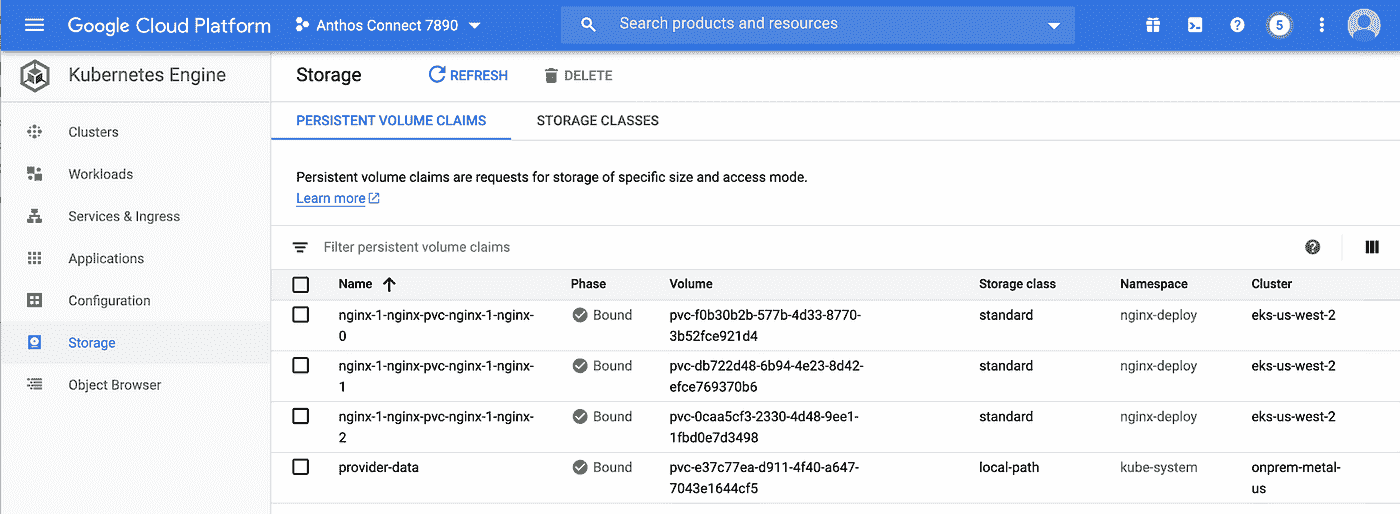 Google Cloud Platform Anthos Connect 7890 Search products and resources 5
Kubernetes Engine Storage REFRESH DELETE
Clusters
Workloads
Services & Ingress
Applications
Configuration
Storage
Object Browser
PERSISTENT VOLUME CLAIMS STORAGE CLASSES
Persistent volume claims are requests for storage of specific size and access mode.
Learn more
Filter persistent volume claims
Name Phase Volume Storage class Namespace Cluster
nginx-1-nginx-pvc-nginx-1-nginx- Bound pvc-f0b30b2b-577b-4d33-8770- standard nginx-deploy eks-us-west-2
0 3b52fce921d4
nginx-1-nginx-pvc-nginx-1-nginx- Bound pvc-db722d48-6b94-4e23-8d42- standard nginx-deploy eks-us-west-2
1 efce769370b6
nginx-1-nginx-pvc-nginx-1-nginx- Bound pvc-0caa5cf3-2330-4d48-9ee1- standard nginx-deploy eks-us-west-2
2 1fbd0e7d3498
provider-data Bound pvc-e37c77ea-d911-4f40-a647- local-path kube-system onprem-metal-
7043e1644cf5 us